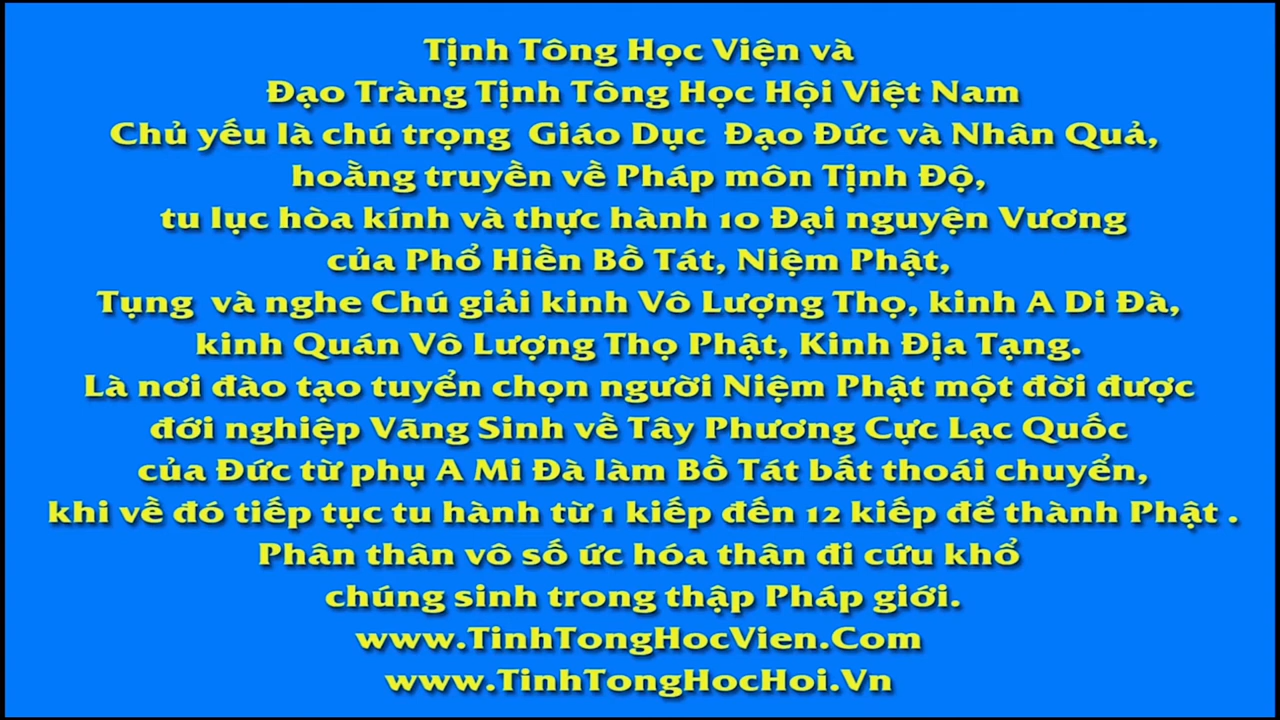 Tịnh Tông Học Viện và
Đạo Tràng Tịnh Tông Học Hội Việt Nam
Chủ yếu là chú trọng Giáo Dục Đạo Đức và Nhân Quả,
hoằng truyền về Pháp môn Tịnh Độ,
tu lục hòa kính và thực hành 10 Đại nguyện Vương
của Phổ Hiền Bồ Tát, Niệm Phật,
Tụng và nghe Chú giải kinh Vô Lượng Thọ, kinh A Di Đà,
kinh Quán Vô Lượng Thọ Phật, Kinh Địa Tạng.
Là nơi đào tạo tuyển chọn người Niệm Phật một đời được
đới nghiệp Vãng Sinh về Tây Phương Cực Lạc Quốc
của Đức từ phụ A Mi Đà làm Bồ Tát bất thoái chuyển,
khi về đó tiếp tục tu hành từ 1 kiếp đến 12 kiếp để thành Phật .
Phân thân vô số ức hóa thân đi cứu khổ
chúng sinh trong thập Pháp giới.
www.TinhTongHocVien.Com
www.TinhTongHocHoi.Vn